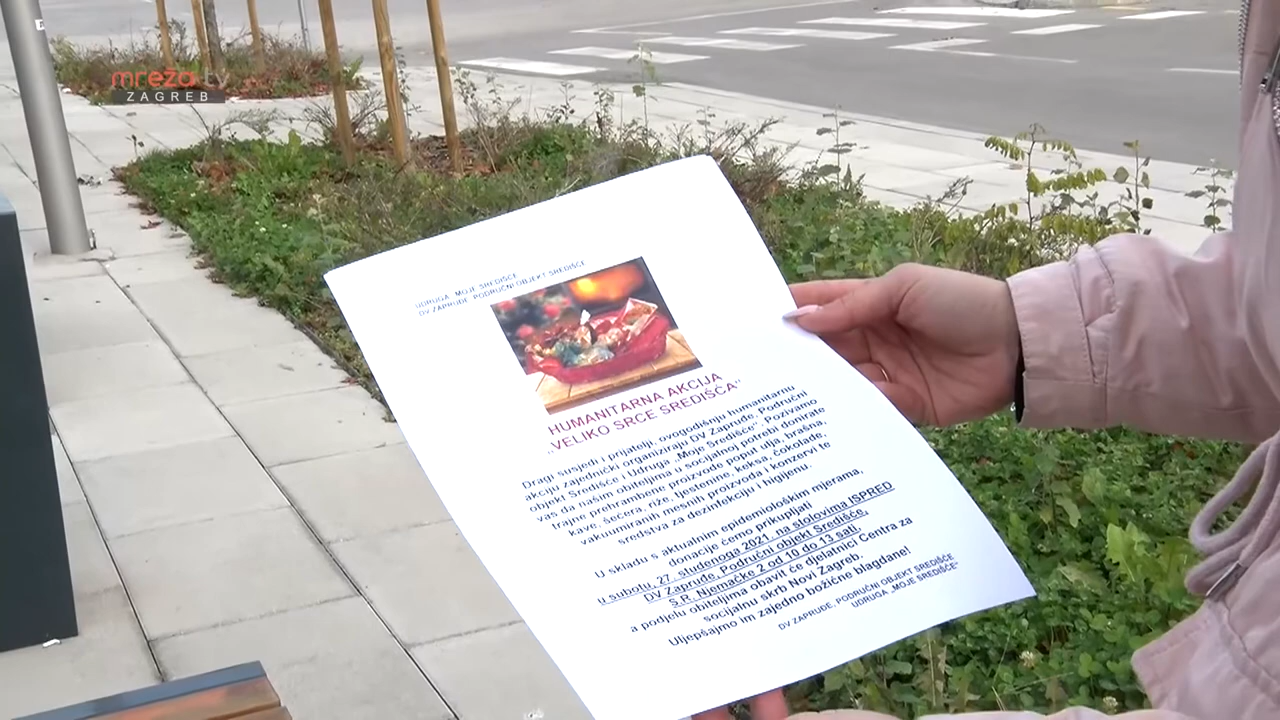 mreža tv
ZAGREB
UDRUGA „MOJE SREDIŠĆE“
DV ZAPRUĐE, PODRUČNI OBJEKT SREDIŠĆE
HUMANITARNA AKCIJA
„VELIKO SRCE SREDIŠĆA“
Dragi susjedi i prijatelji, ovogodišnju humanitarnu
akciju zajednički organiziraju DV Zapruđe, Područni
objekt Središće i Udruga „Moje Središće“. Pozivamo
vas da našim obiteljima u socijalnoj potrebi donirate
trajne prehrambene proizvode poput ulja, brašna,
kave, šećera, riže, tjestenine, keksa, čokolade,
vakuumiranih mesnih proizvoda i konzervi te
sredstva za dezinfekciju i higijenu.
U skladu s aktualnim epidemiološkim mjerama,
donacije ćemo prikupljati
u subotu, 27. studenoga 2021. na stolovima ISPRED
DV Zapruđe, Područni objekt Središće,
S.R. Njemačke 2 od 10 do 13 sati,
a podjelu obiteljima obavit će djelatnici Centra za
socijalnu skrb Novi Zagreb.
Uljepšajmo im zajedno božićne blagdane!
DV ZAPRUĐE, PODRUČNI OBJEKT SREDIŠĆE
UDRUGA „MOJE SREDIŠĆE“